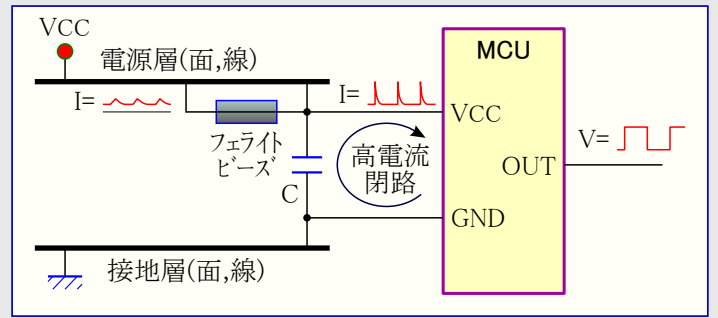 VCC
電源層(面,線)
I=
フェライト
ビーズ
C
I=
高電流
閉路
MCU
VCC
OUT
GND
V=
接地層(面,線)